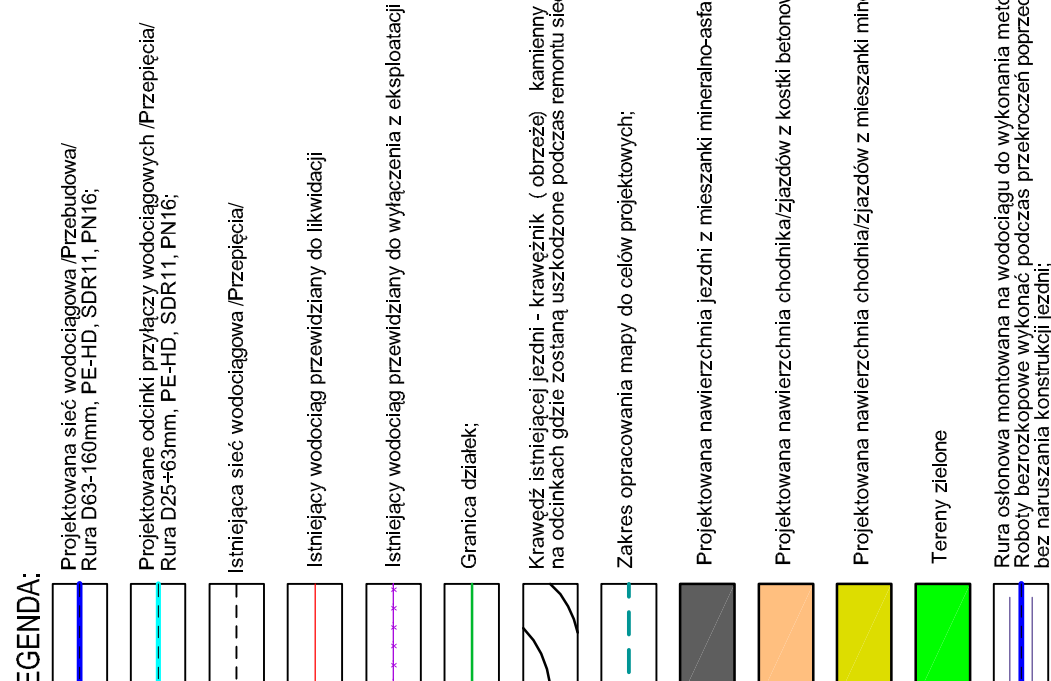 EGENDA:
Projektowana sieć wodociągowa /Przebudowa/
Rura D63-160mm, PE-HD, SDR11, PN16;
Projektowane odcinki przyłączy wodociągowych /Przepięcia/
Rura D25÷63mm, PE-HD, SDR11, PN16;
Istniejąca sieć wodociągowa /Przepięcia/
Istniejący wodociąg przewidziany do likwidacji
Istniejący wodociąg przewidziany do wyłączenia z eksploatacji
Granica działek;
Krawędź istniejącej jezdni - krawężnik ( obrzeże) kamienny
na odcinkach gdzie zostaną uszkodzone podczas remontu sie
Zakres opracowania mapy do celów projektowych;
Projektowana nawierzchnia jezdni z mieszanki mineralno-asfa
Projektowana nawierzchnia chodnika/zjazdów z kostki betonow
Projektowana nawierzchnia chodnia/zjazdów z mieszanki min
Tereny zielone
Rura osłonowa montowana na wodociągu do wykonania meto
Roboty bezrozkopowe wykonać podczas przekroczeń poprzec
bez naruszania konstrukcji jezdni;